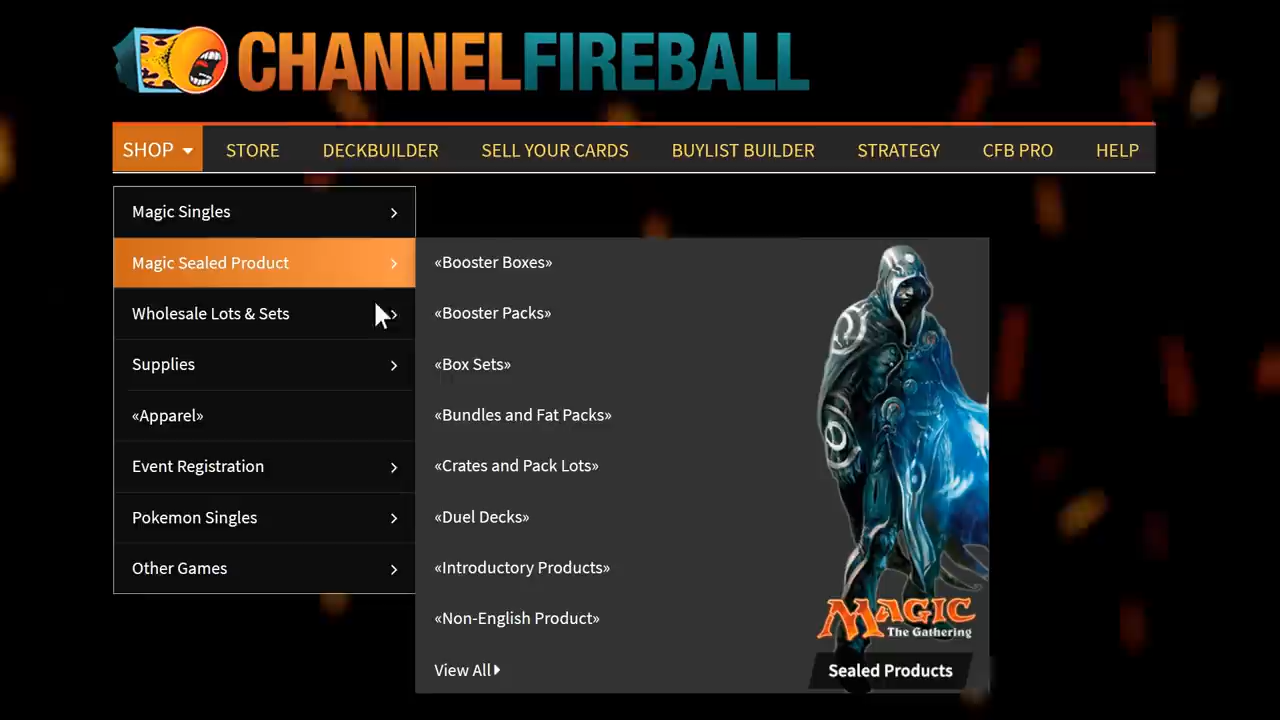 CHANNELFIREBALL
SHOP STORE DECKBUILDER SELL YOUR CARDS BUYLIST BUILDER STRATEGY CFB PRO HELP
Magic Singles
Magic Sealed Product
Wholesale Lots & Sets
Supplies
«Apparel»
Event Registration
Pokemon Singles
Other Games
«Booster Boxes»
«Booster Packs»
«Box Sets»
«Bundles and Fat Packs»
«Crates and Pack Lots»
«Duel Decks»
«Introductory Products»
«Non-English Product»
View All
MAGIC
The Gathering
Sealed Products